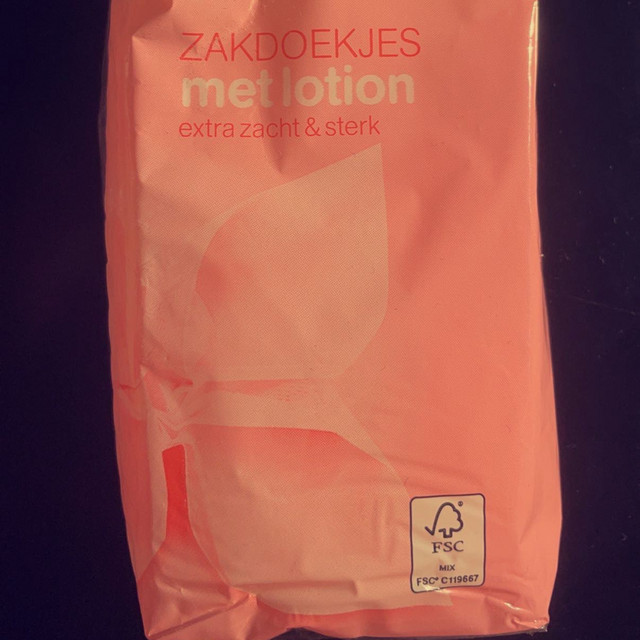 ZAKDOEKJES
met lotion
extra zacht & sterk
®
FSC
MIX
FSC® C119667